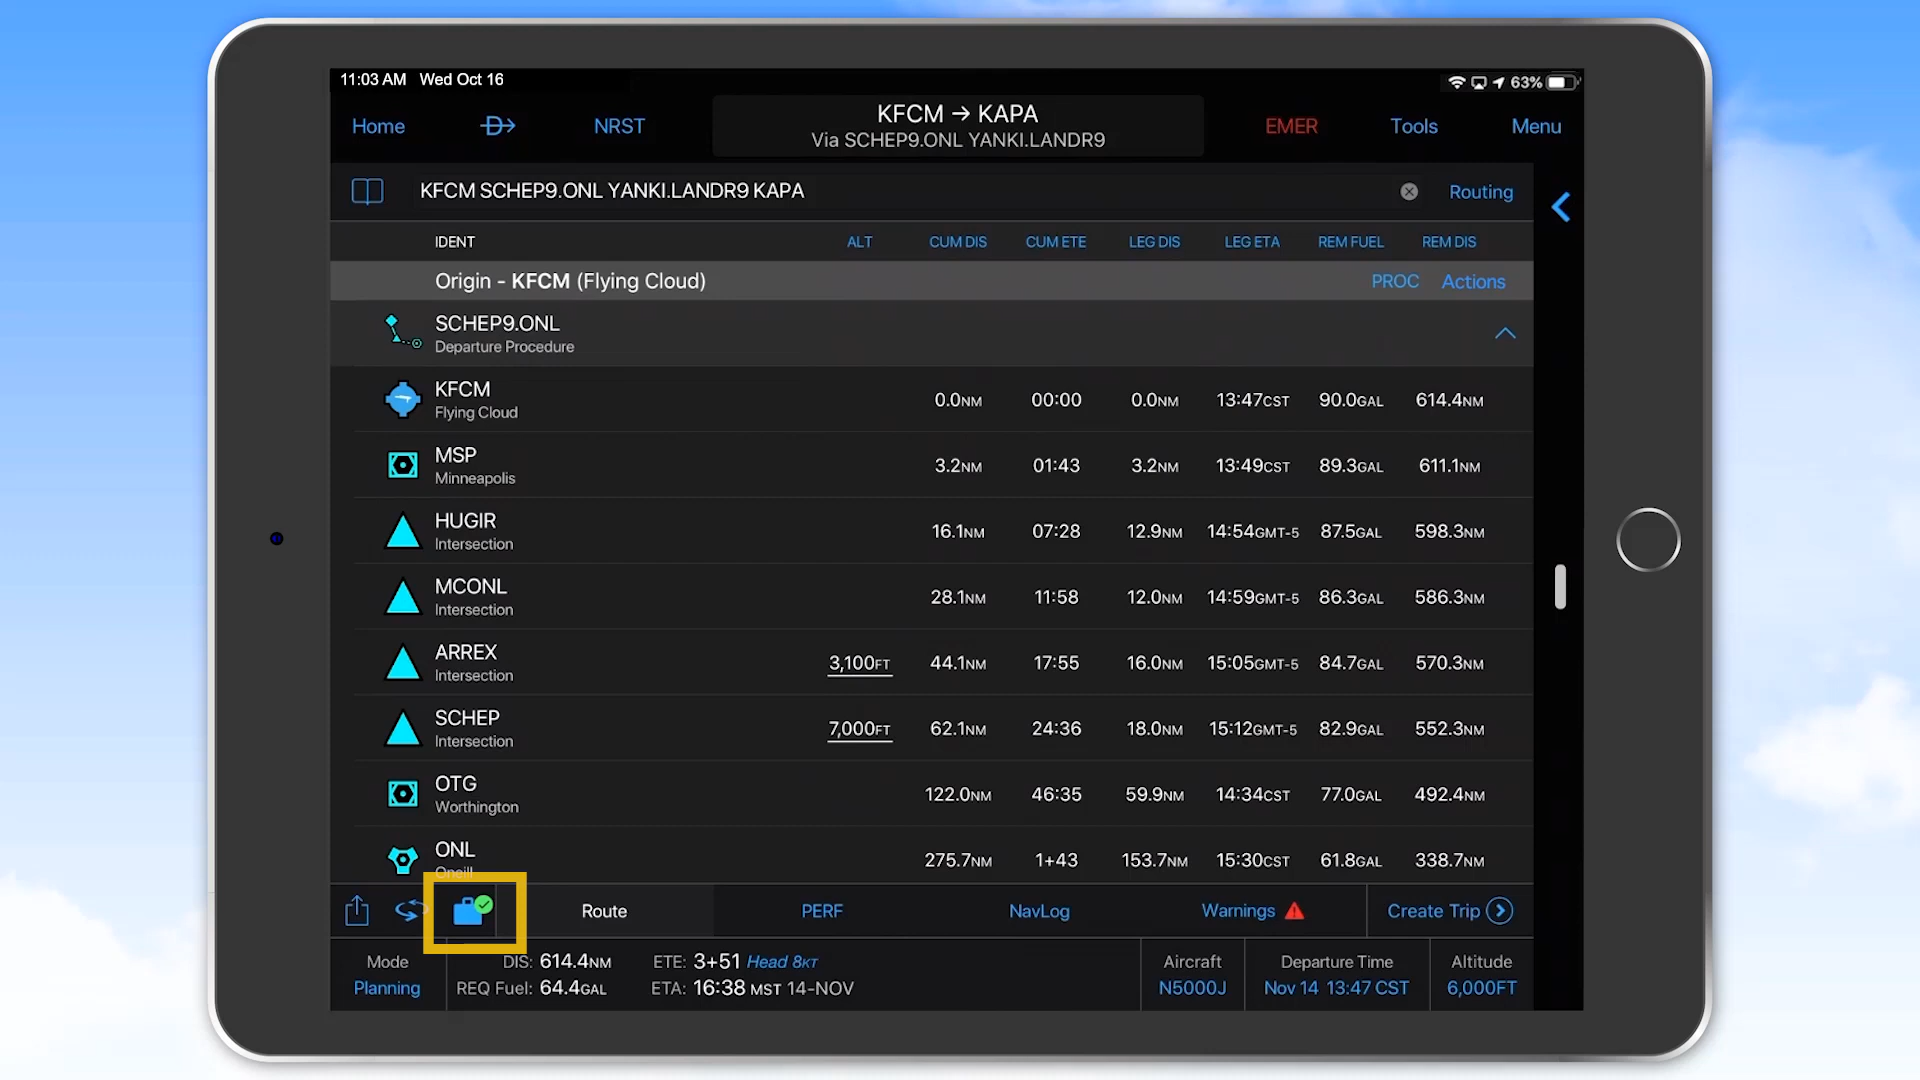 11:03 AM Wed Oct 16
63%
Home
NRST
KFCM → KAPA
Via SCHEP9.ONL YANKI.LANDR9
EMER
Tools
Menu
KFCM SCHEP9.ONL YANKI.LANDR9 KAPA
Routing
IDENT ALT CUM DIS CUM ETE LEG DIS LEG ETA REM FUEL REM DIS
Origin - KFCM (Flying Cloud) PROC Actions
SCHEP9.ONL
Departure Procedure
KFCM
Flying Cloud
0.0NM 00:00 0.0NM 13:47CST 90.0GAL 614.4NM
MSP
Minneapolis
3.2NM 01:43 3.2NM 13:49CST 89.3GAL 611.1NM
HUGIR
Intersection
16.1NM 07:28 12.9NM 14:54GMT-5 87.5GAL 598.3NM
MCONL
Intersection
28.1NM 11:58 12.0NM 14:59GMT-5 86.3GAL 586.3NM
ARREX
Intersection
3,100FT 44.1NM 17:55 16.0NM 15:05GMT-5 84.7GAL 570.3NM
SCHEP
Intersection
7,000FT 62.1NM 24:36 18.0NM 15:12GMT-5 82.9GAL 552.3NM
OTG
Worthington
122.0NM 46:35 59.9NM 14:34CST 77.0GAL 492.4NM
ONL
Oneill
275.7NM 1+43 153.7NM 15:30CST 61.8GAL 338.7NM
Route PERF NavLog Warnings Create Trip
Mode
Planning
DIS: 614.4NM ETE: 3+51 Head 8KT
REQ Fuel: 64.4GAL ETA: 16:38 MST 14-NOV
Aircraft
N5000J
Departure Time
Nov 14 13:47 CST
Altitude
6,000FT